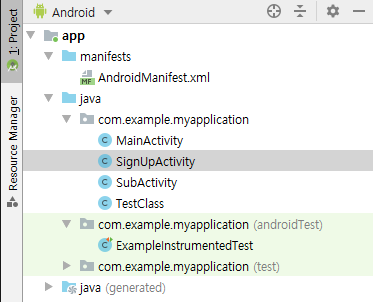 1: Project
Resource Manager
Android
app
manifests
AndroidManifest.xml
java
com.example.myapplication
MainActivity
SignUpActivity
SubActivity
TestClass
com.example.myapplication (androidTest)
ExampleInstrumentedTest
com.example.myapplication (test)
java (generated)